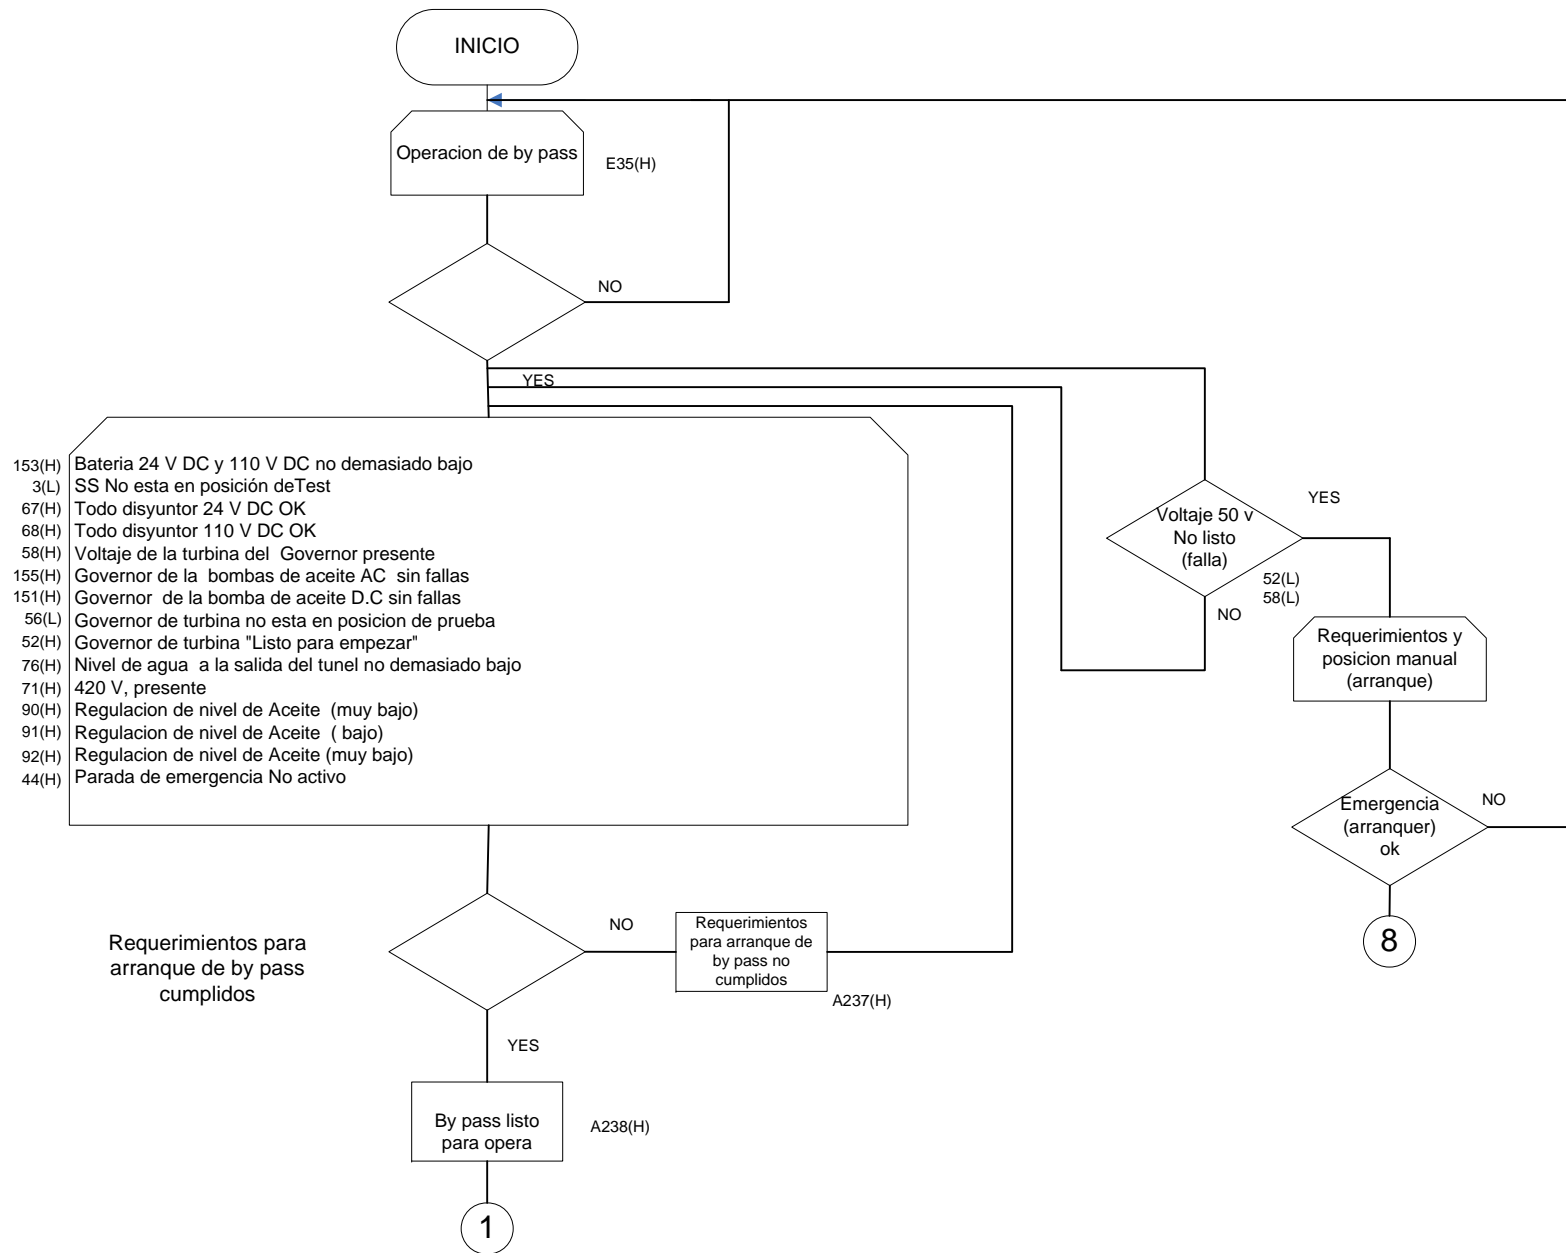 INICIO
Operacion de by pass
E35(H)
NO
YES
153(H) Bateria 24 V DC y 110 V DC no demasiado bajo
3(L) SS No esta en posición deTest
67(H) Todo disyuntor 24 V DC OK
68(H) Todo disyuntor 110 V DC OK
58(H) Voltaje de la turbina del Governor presente
155(H) Governor de la bombas de aceite AC sin fallas
151(H) Governor de la bomba de aceite D.C sin fallas
56(L) Governor de turbina no esta en posicion de prueba
52(H) Governor de turbina "Listo para empezar"
76(H) Nivel de agua a la salida del tunel no demasiado bajo
71(H) 420 V, presente
90(H) Regulacion de nivel de Aceite (muy bajo)
91(H) Regulacion de nivel de Aceite ( bajo)
92(H) Regulacion de nivel de Aceite (muy bajo)
44(H) Parada de emergencia No activo
Voltaje 50 v
No listo
(falla)
YES
52(L)
58(L)
NO
Requerimientos y
posicion manual
(arranque)
Emergencia
(arranquer)
ok
NO
8
Requerimientos para
arranque de by pass
cumplidos
NO
Requerimientos
para arranque de
by pass no
cumplidos
A237(H)
YES
By pass listo
para opera
A238(H)
1